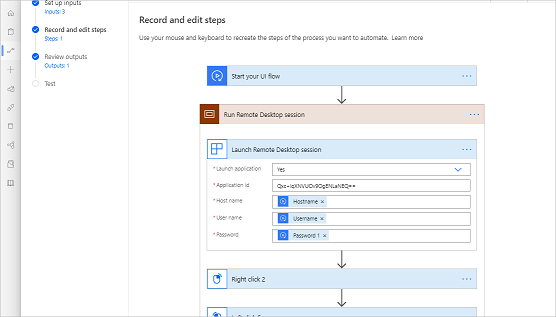 Set up inputs
Inputs: 3
Record and edit steps
Steps: 1
Review outputs
Outputs: 1
Test
Record and edit steps
Use your mouse and keyboard to recreate the steps of the process you want to automate. Learn more
Start your UI flow
Run Remote Desktop session
Launch Remote Desktop session
* Launch application
Yes
* Application id
* Host name
Hostname ×
* User name
Username ×
* Password
Password 1 ×
Right click 2